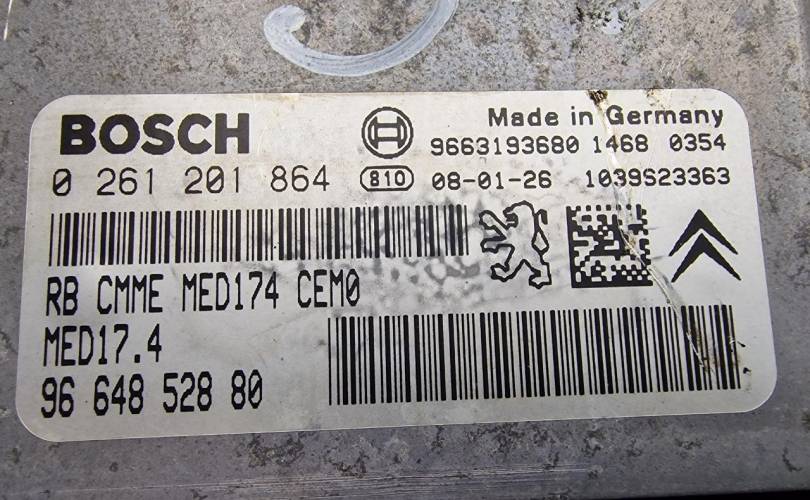 BOSCH
Made in Germany
9663193680 1468 0354
0 261 201 864 810 08-01-26 1039S23363
RB CMME MED174 CEM0
MED17.4
96 648 528 80